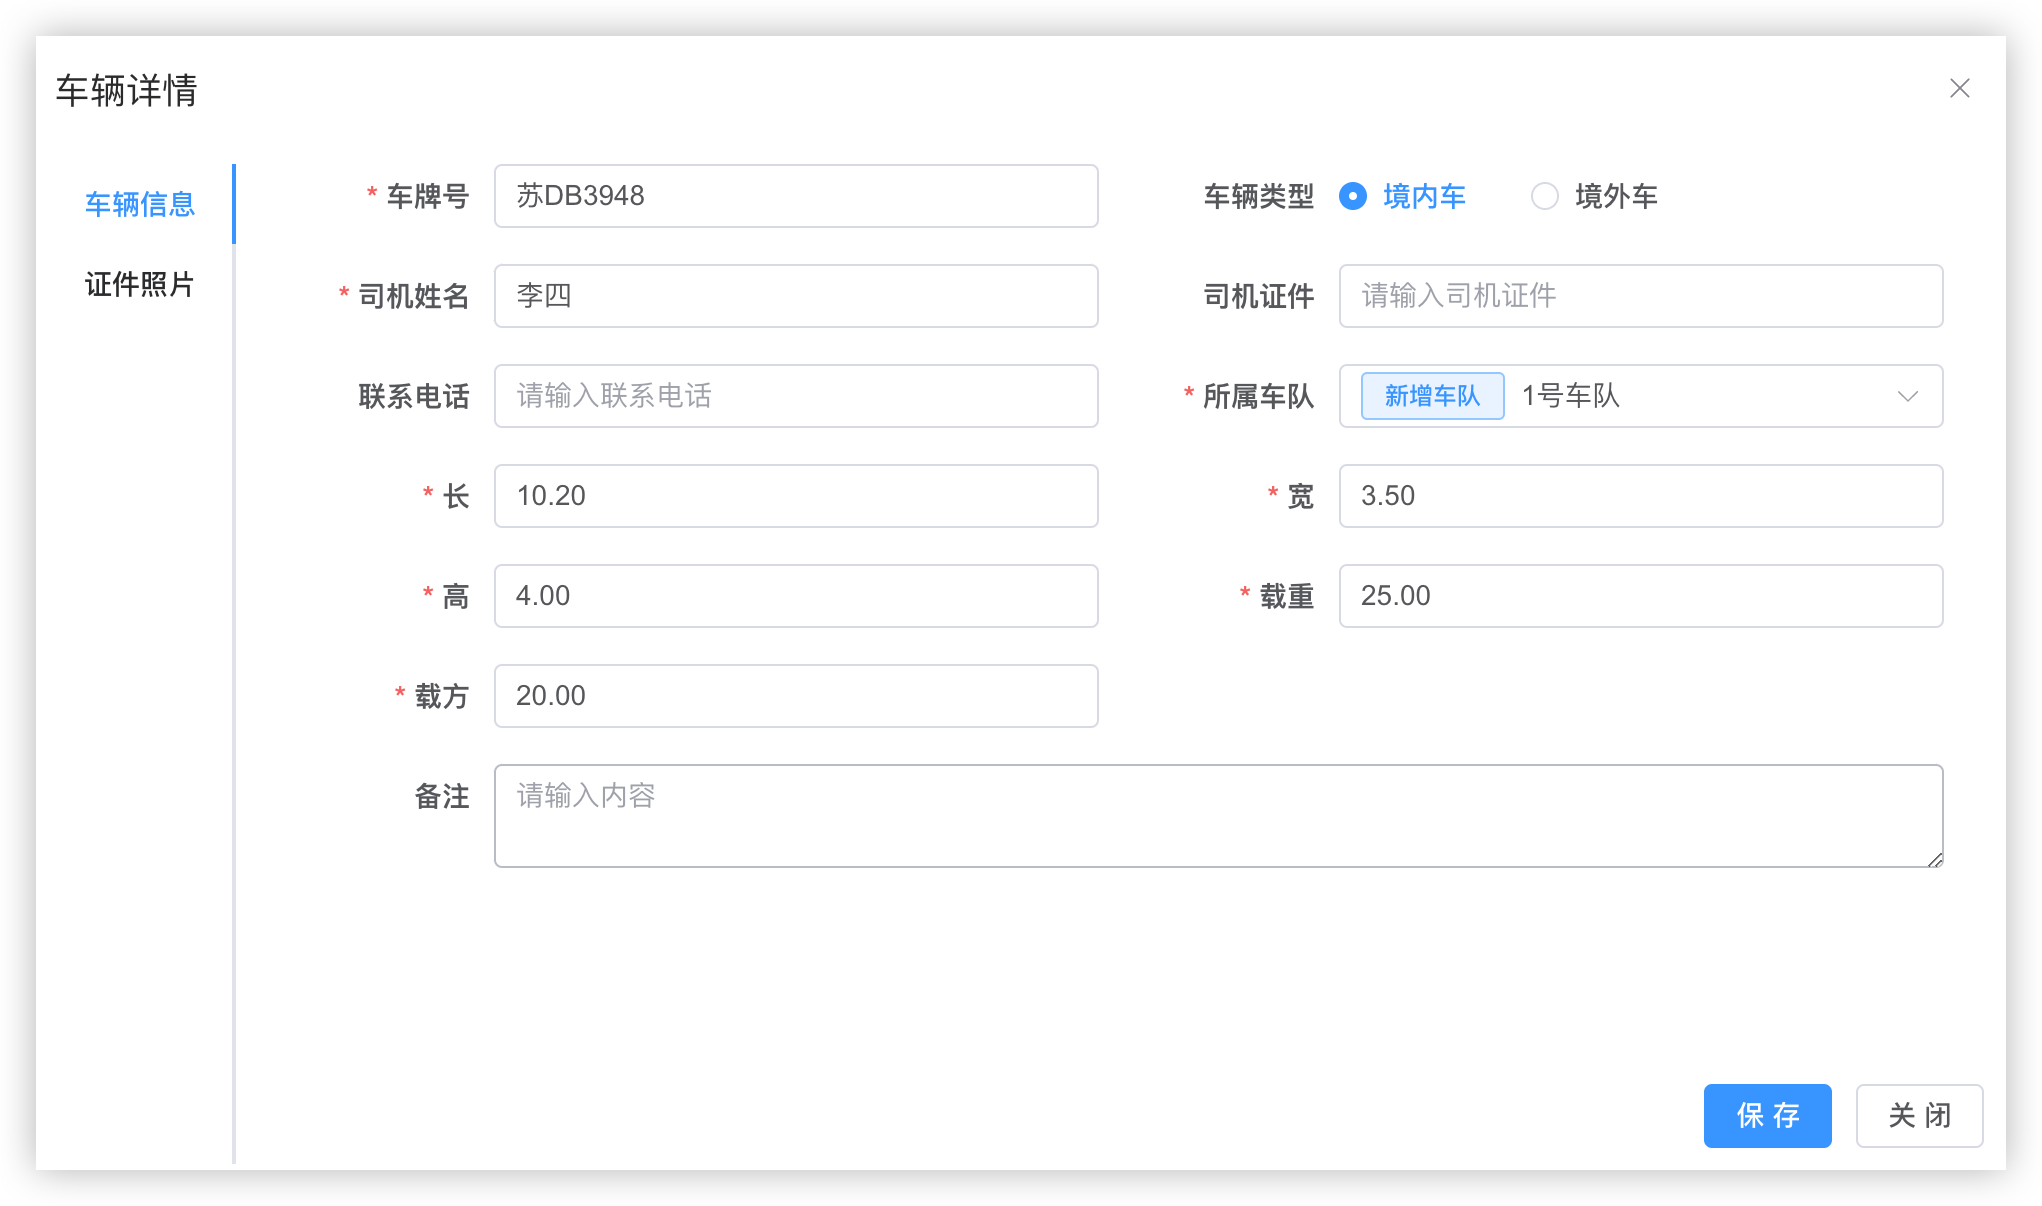 车辆详情
车辆信息
证件照片
* 车牌号 苏DB3948 车辆类型 境内车 境外车
* 司机姓名 李四 司机证件 请输入司机证件
联系电话 请输入联系电话 * 所属车队 新增车队 1号车队
* 长 10.20 * 宽 3.50
* 高 4.00 * 载重 25.00
* 载方 20.00
备注 请输入内容
保 存 关 闭